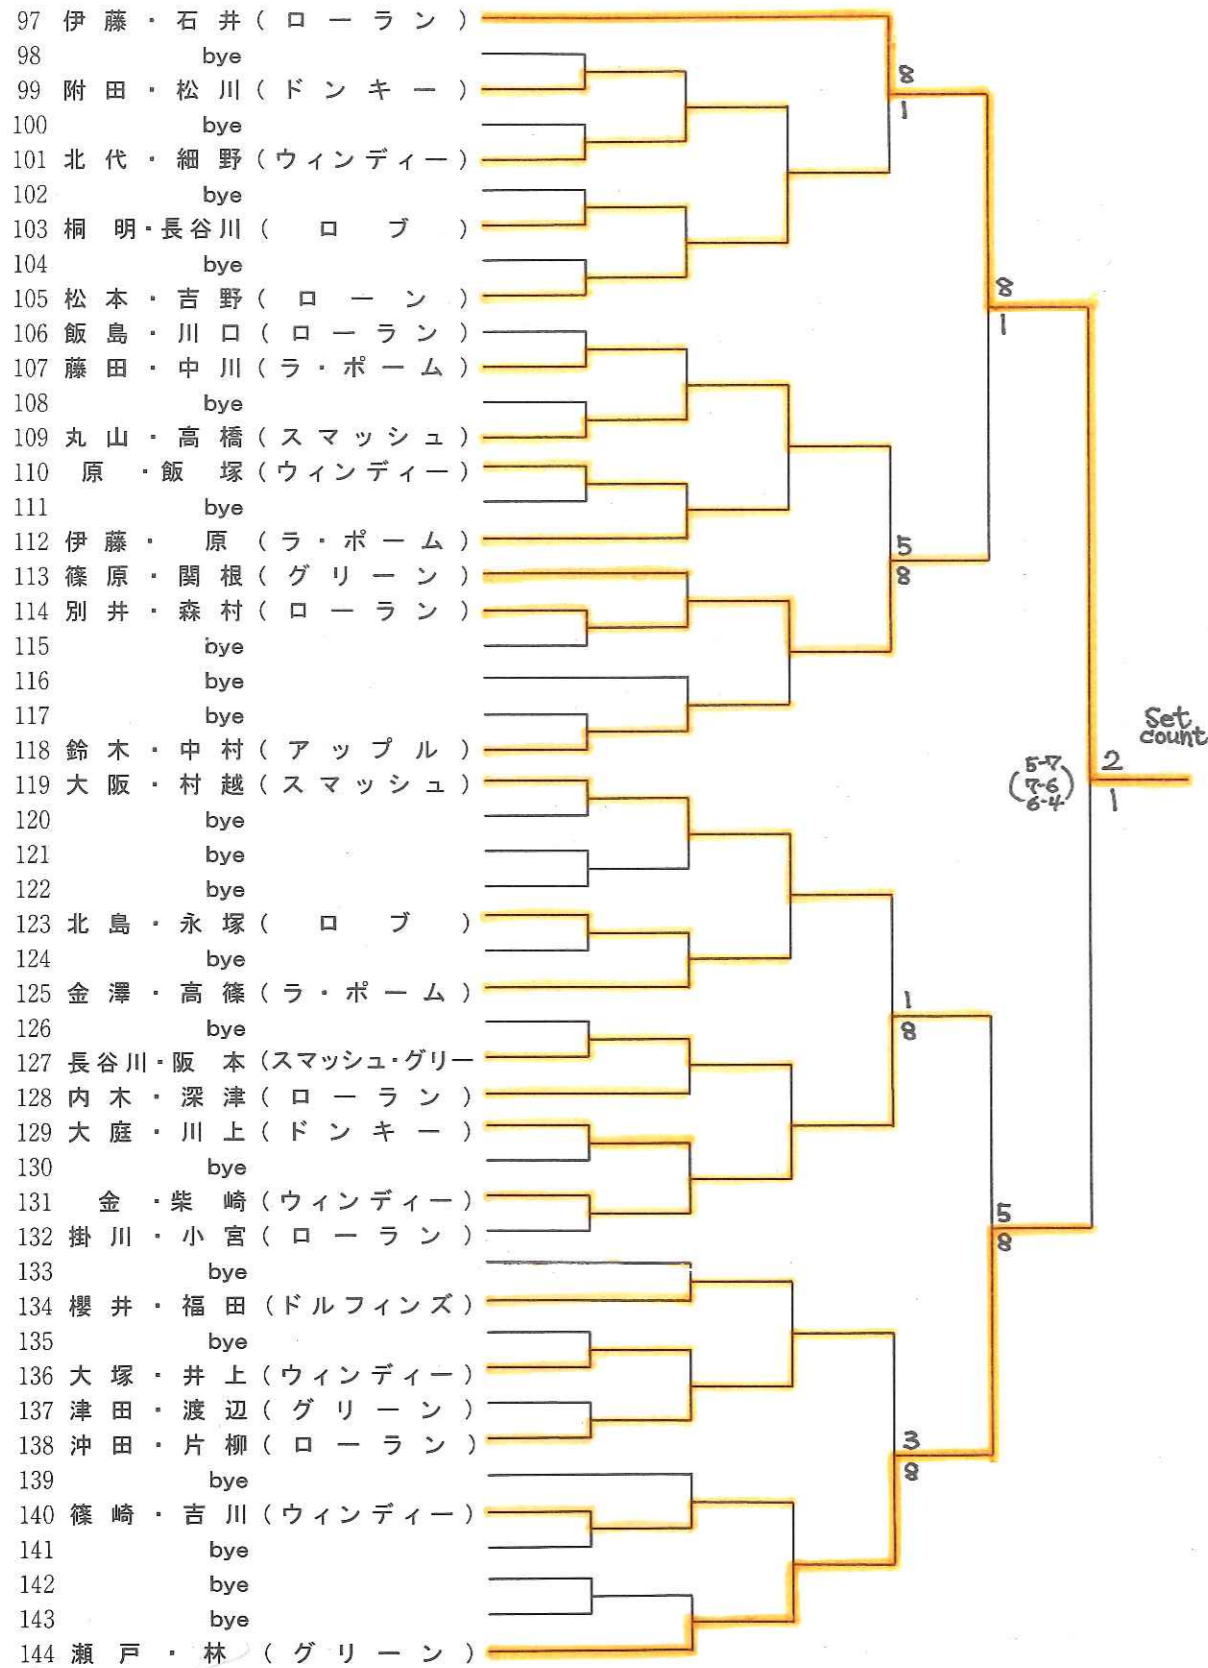 97 伊藤・石井(ローラン)
98 bye
99 附田・松川(ドンキー)
100 bye
101 北代・細野(ウィンディー)
102 bye
103 桐 明・長谷川(ロブ)
104 bye
105 松本・吉野(ローン)
106 飯島・川口(ローラン)
107 藤田・中川(ラ・ポーム)
108 bye
109 丸山・高橋(スマッシュ)
110 原・飯塚(ウィンディー)
111 bye
112 伊藤・原(ラ・ポーム)
113 篠原・関根(グリーン)
114 別井・森村(ローラン)
115 bye
116 bye
117 bye
118 鈴木・中村(アップル)
119 大阪・村越(スマッシュ)
120 bye
121 bye
122 bye
123 北島・永塚(ロブ)
124 bye
125 金澤・高篠(ラ・ポーム)
126 bye
127 長谷川・阪本(スマッシュ・グリー
128 内木・深津(ローラン)
129 大庭・川上(ドンキー)
130 bye
131 金・柴崎(ウィンディー)
132 掛川・小宮(ローラン)
133 bye
134 櫻井・福田(ドルフィンズ)
135 bye
136 大塚・井上(ウィンディー)
137 津田・渡辺(グリーン)
138 沖田・片柳(ローラン)
139 bye
140 篠崎・吉川(ウィンディー)
141 bye
142 bye
143 bye
144 瀬戸・林(グリーン)
8
1
8
1
5
8
Set
count
2
1
(5-7
7-6
6-4)
1
8
5
8
3
8